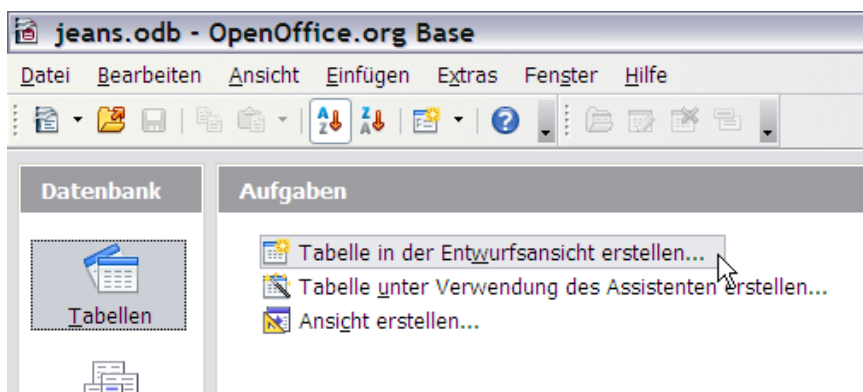 jeans.odb - OpenOffice.org Base
Datei Bearbeiten Ansicht Einfügen Extras Fenster Hilfe
Datenbank
Aufgaben
Tabelle in der Entwurfsansicht erstellen...
Tabelle unter Verwendung des Assistenten erstellen...
Ansicht erstellen...
Tabellen